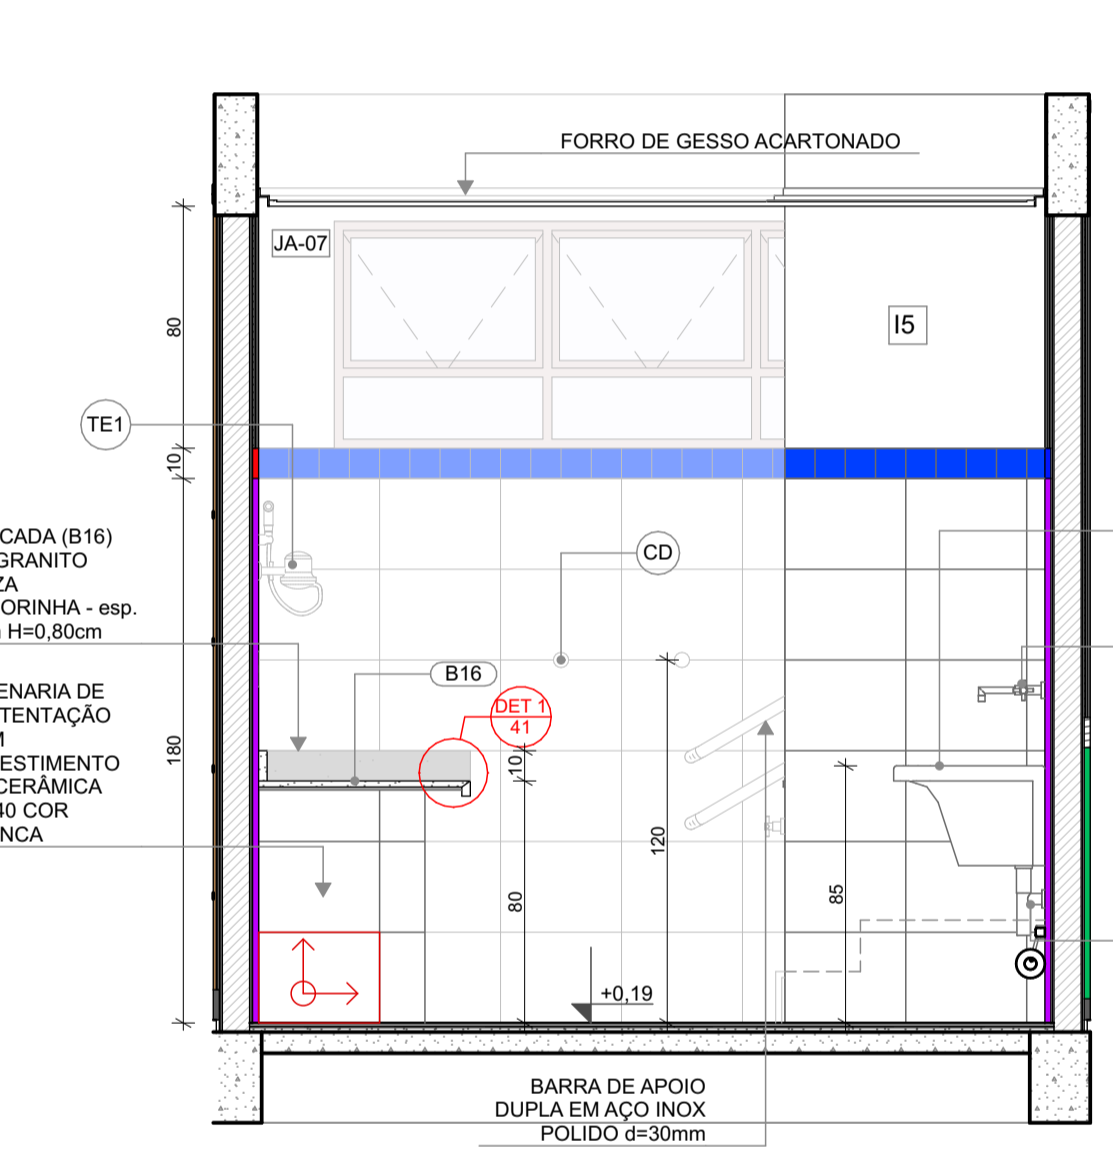 FORRO DE GESSO ACARTONADO
JA-07
I5
80
TE1
10
CADA (B16)
GRANITO
ZA
ORINHA - esp.
H=0,80cm
CD
B16
DET 1
41
ENARIA DE
TENTAÇÃO
M
ESTIMENTO
CERÂMICA
40 COR
NCA
180
10
120
80
85
+0,19
BARRA DE APOIO
DUPLA EM AÇO INOX
POLIDO d=30mm